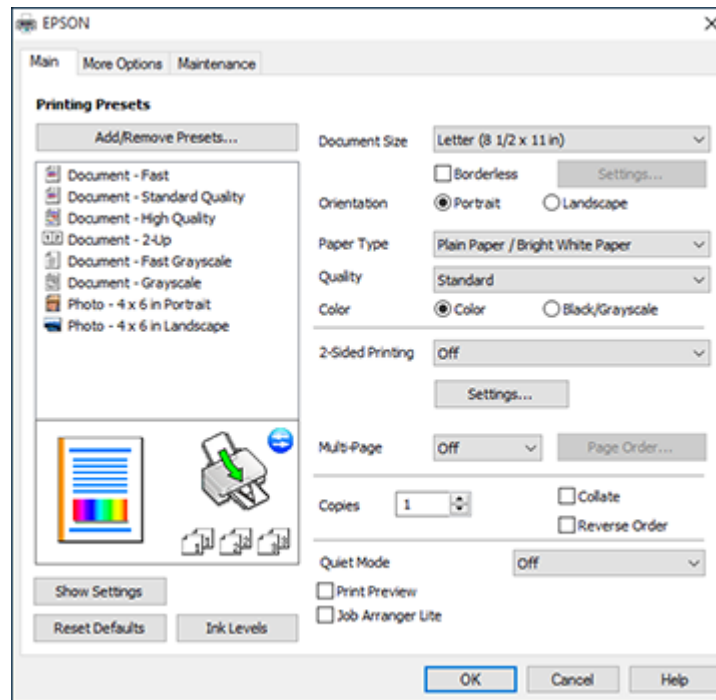 EPSON
Main
More Options
Maintenance
Printing Presets
Add/Remove Presets...
Document - Fast
Document - Standard Quality
Document - High Quality
Document - 2-Up
Document - Fast Grayscale
Document - Grayscale
Photo - 4 x 6 in Portrait
Photo - 4 x 6 in Landscape
Show Settings
Reset Defaults
Ink Levels
Document Size
Letter (8 1/2 x 11 in)
Borderless
Settings...
Orientation
Portrait
Landscape
Paper Type
Plain Paper / Bright White Paper
Quality
Standard
Color
Color
Black/Grayscale
2-Sided Printing
Off
Settings...
Multi-Page
Off
Page Order...
Copies
1
Collate
Reverse Order
Quiet Mode
Off
Print Preview
Job Arranger Lite
OK
Cancel
Help